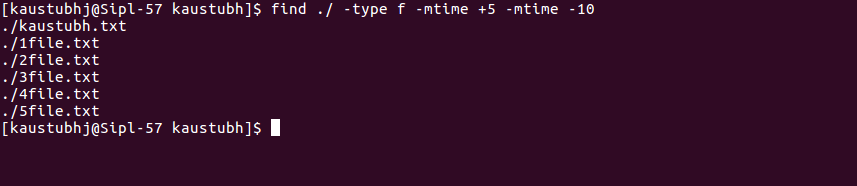 [kaustubhj@Sipl-57 kaustubh]$ find ./ -type f -mtime +5 -mtime -10
./kaustubh.txt
./1file.txt
./2file.txt
./3file.txt
./4file.txt
./5file.txt
[kaustubhj@Sipl-57 kaustubh]$